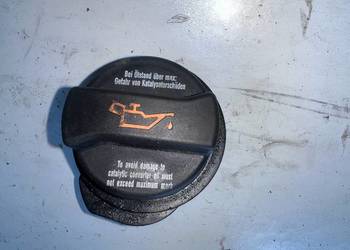 Bei Ölstand über max:
Gefahr von Katalysatorschäden
To avoid damage to
catalytic converter oil must
not exceed maximum mark